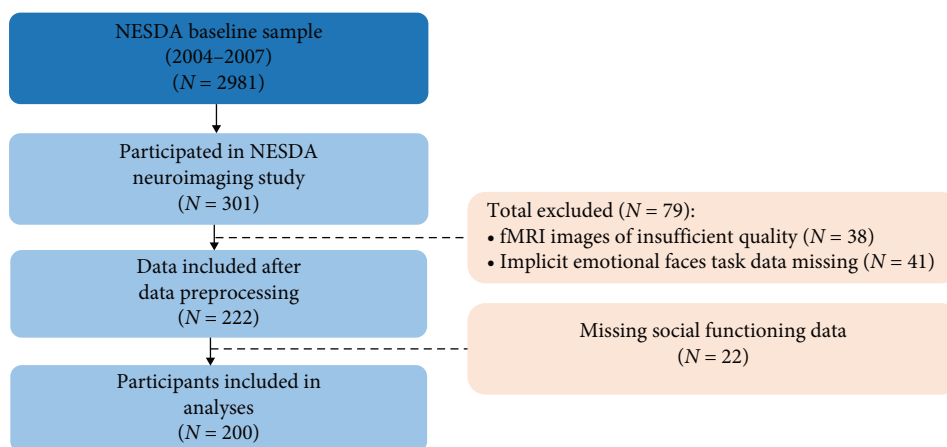 NESDA baseline sample
(2004–2007)
(N = 2981)
Participated in NESDA
neuroimaging study
(N = 301)
Total excluded (N = 79):
• fMRI images of insufficient quality (N = 38)
• Implicit emotional faces task data missing (N = 41)
Data included after
data preprocessing
(N = 222)
Missing social functioning data
(N = 22)
Participants included in
analyses
(N = 200)